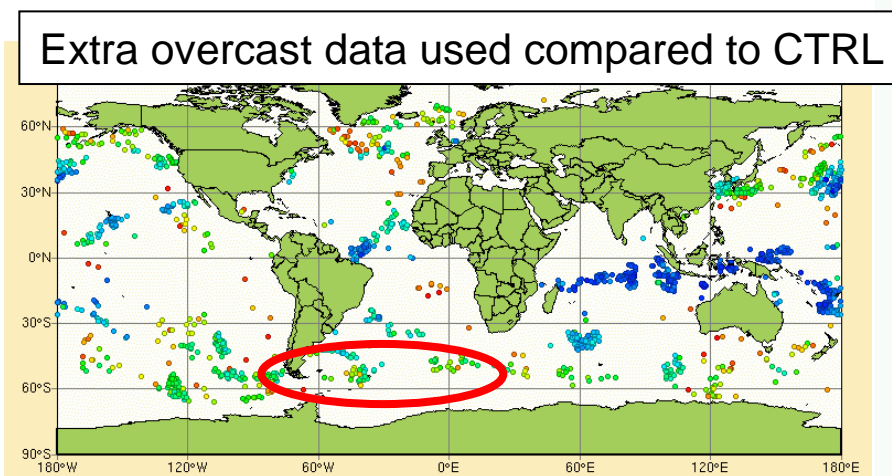 Extra overcast data used compared to CTRL
60°N
30°N
0°N
30°S
60°S
90°S
180°W 120°W 60°W 0°E 60°E 120°E 180°E